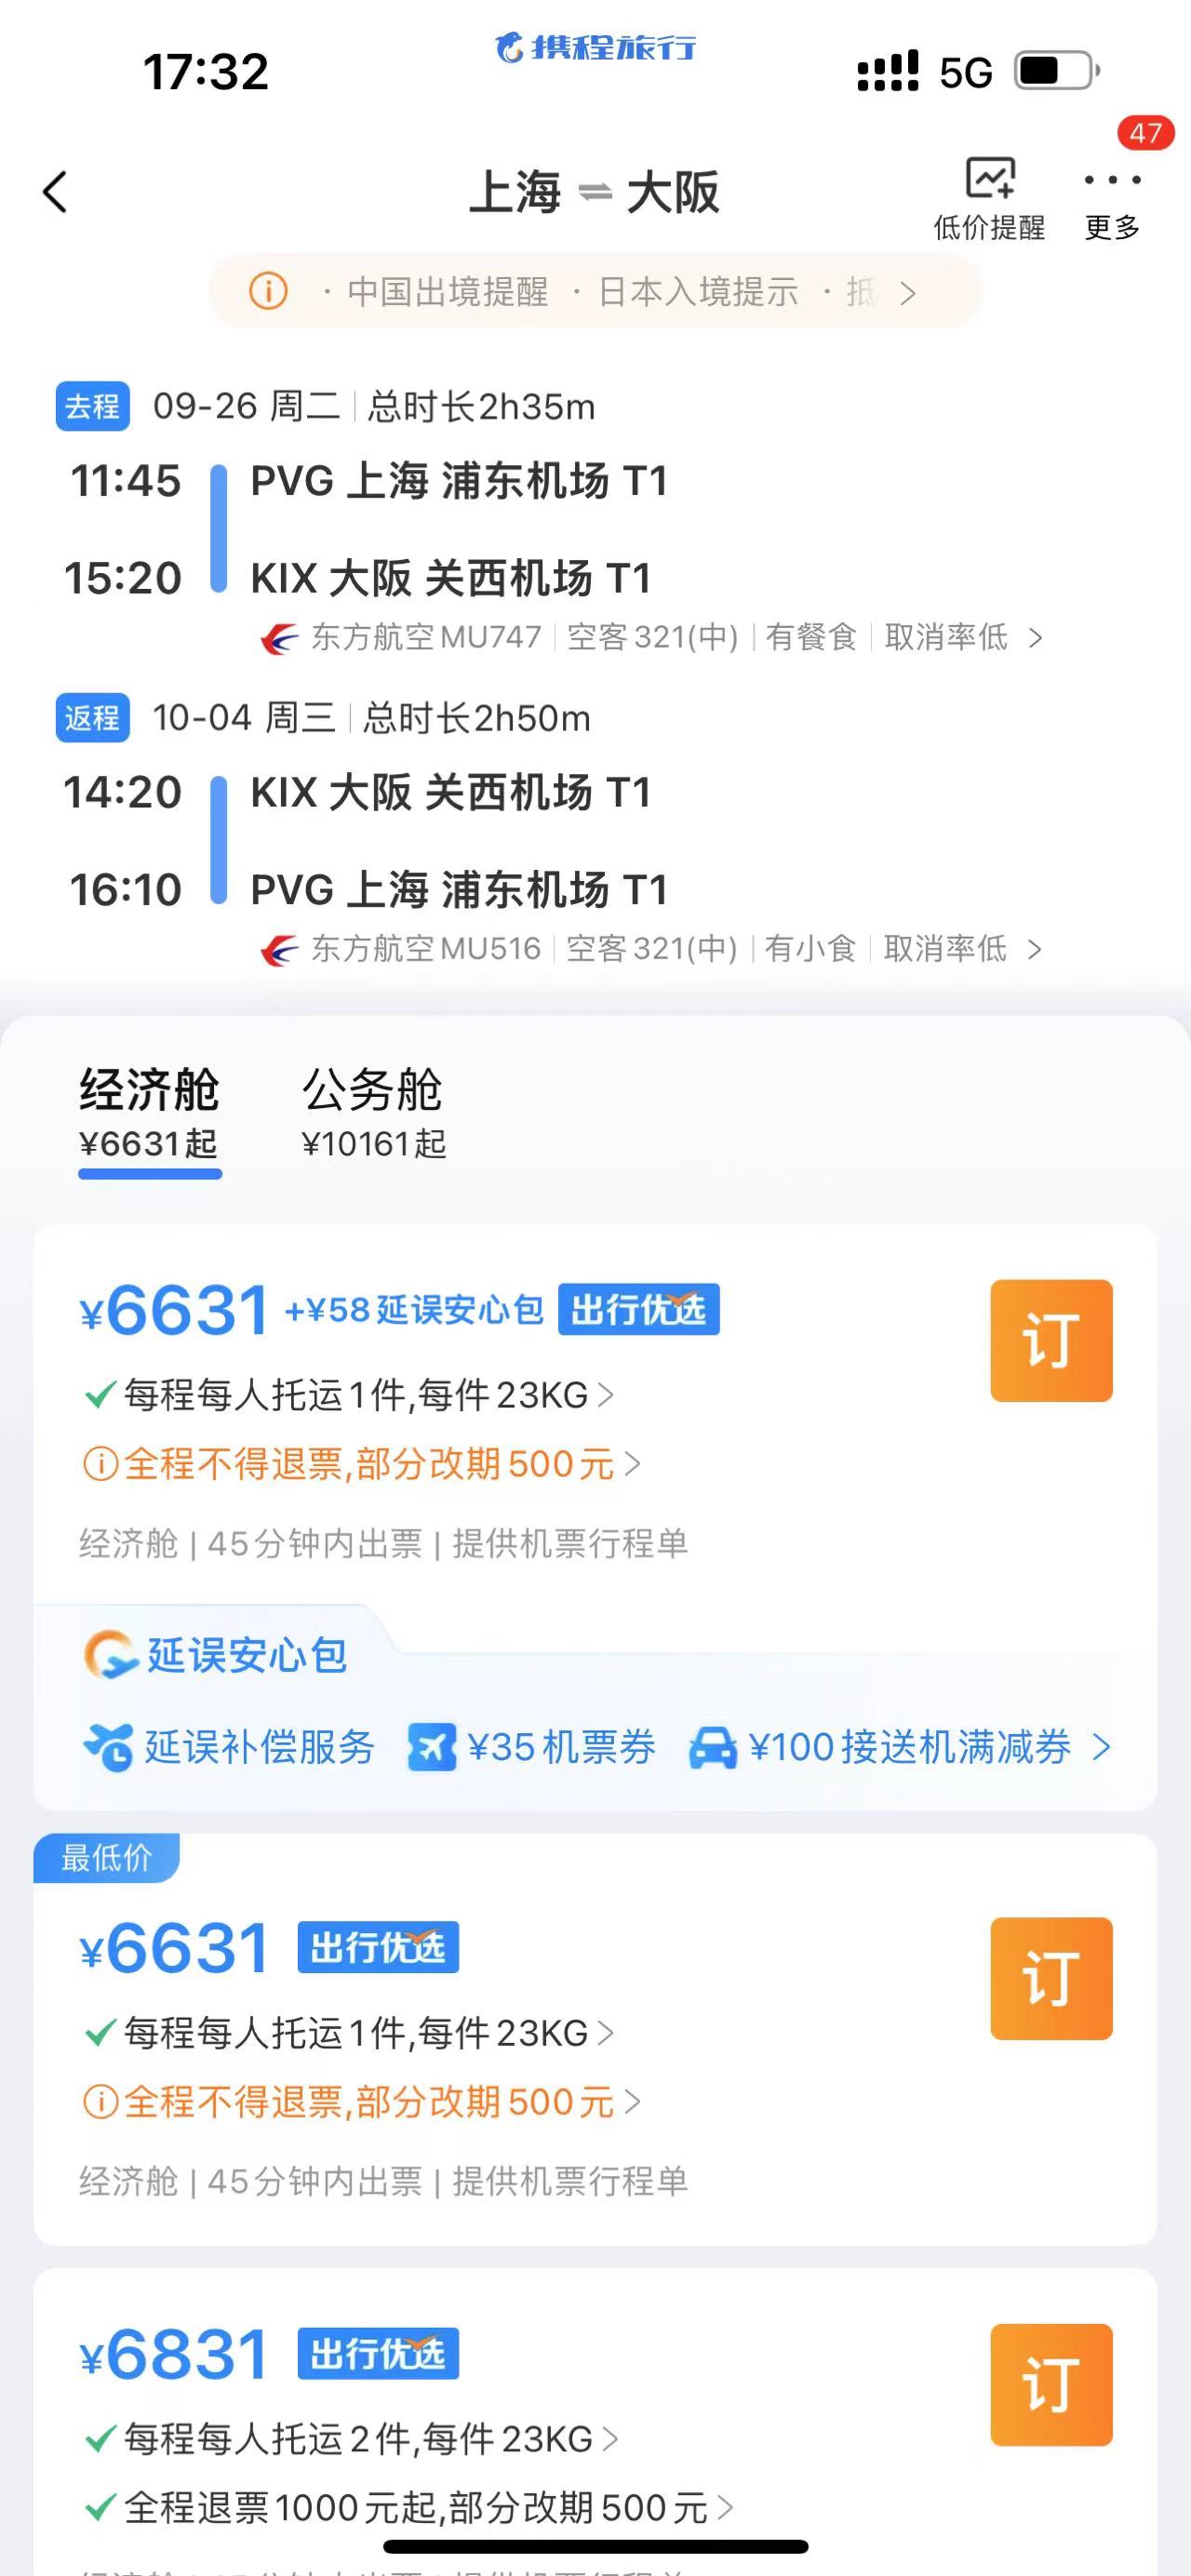 17:32
携程旅行
5G
47
上海 ⇌ 大阪
低价提醒
更多
· 中国出境提醒 · 日本入境提示 · 抵 >
去程 09-26 周二 | 总时长2h35m
11:45 PVG 上海 浦东机场 T1
15:20 KIX 大阪 关西机场 T1
东方航空MU747 | 空客321(中) | 有餐食 | 取消率低 >
返程 10-04 周三 | 总时长2h50m
14:20 KIX 大阪 关西机场 T1
16:10 PVG 上海 浦东机场 T1
东方航空MU516 | 空客321(中) | 有小食 | 取消率低 >
经济舱 公务舱
¥6631起 ¥10161起
¥6631 +¥58延误安心包 出行优选
订
每程每人托运1件,每件23KG >
全程不得退票,部分改期500元 >
经济舱 | 45分钟内出票 | 提供机票行程单
延误安心包
延误补偿服务 ¥35机票券 ¥100接送机满减券 >
最低价
¥6631 出行优选
订
每程每人托运1件,每件23KG >
全程不得退票,部分改期500元 >
经济舱 | 45分钟内出票 | 提供机票行程单
¥6831 出行优选
订
每程每人托运2件,每件23KG >
全程退票1000元起,部分改期500元 >